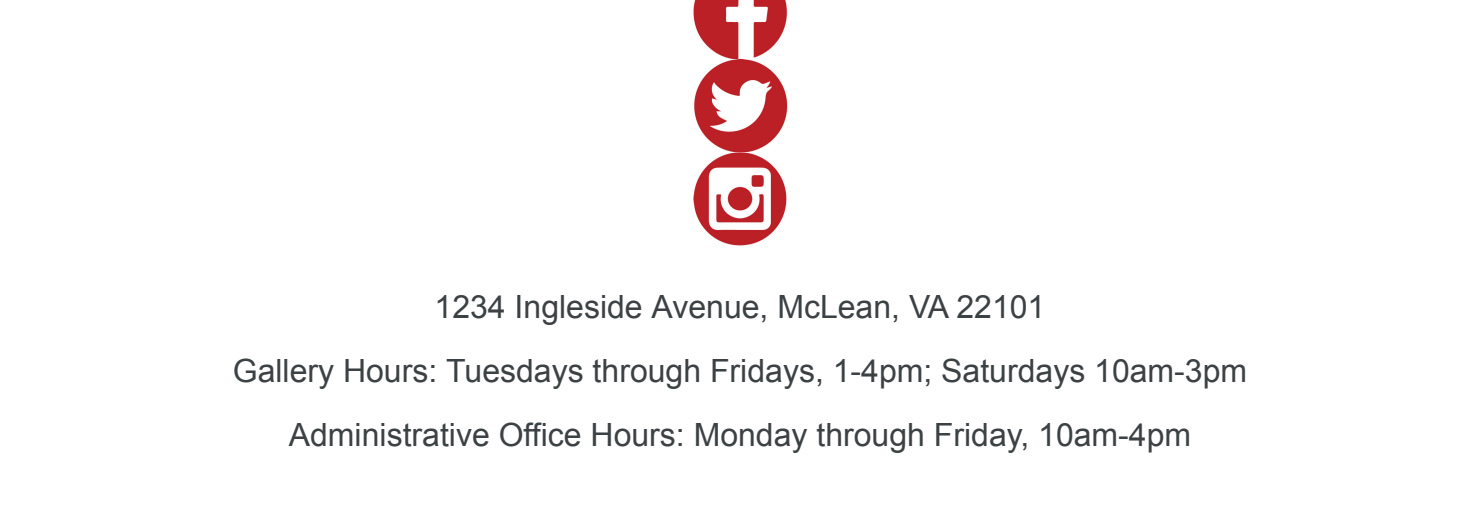 1234 Ingleside Avenue, McLean, VA 22101
Gallery Hours: Tuesdays through Fridays, 1-4pm; Saturdays 10am-3pm
Administrative Office Hours: Monday through Friday, 10am-4pm